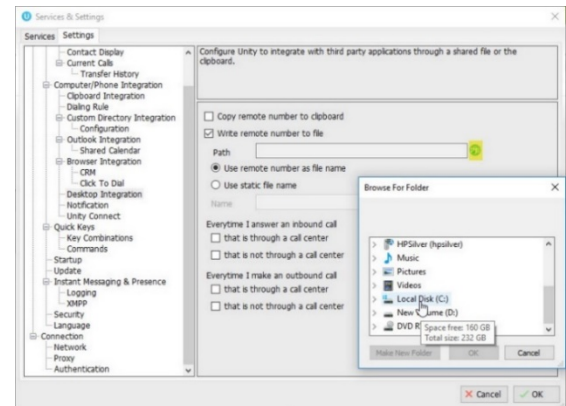 Services & Settings
Services Settings
Contact Display
Current Calls
Transfer History
Computer/Phone Integration
Clipboard Integration
Dialing Rule
Custom Directory Integration
Configuration
Outlook Integration
Shared Calendar
Browser Integration
CRM
Click To Dial
Desktop Integration
Notification
Unity Connect
Quick Keys
Key Combinations
Commands
Startup
Update
Instant Messaging & Presence
Logging
XMPP
Security
Language
Connection
Network
Proxy
Authentication
Configure Unity to integrate with third party applications through a shared file or the
clipboard.
Copy remote number to clipboard
Write remote number to file
Path
Use remote number as file name
Use static file name
Name
Everytime I answer an inbound call
that is through a call center
that is not through a call center
Everytime I make an outbound call
that is through a call center
that is not through a call center
Browse For Folder
HPSilver (hpsilver)
Music
Pictures
Videos
Local Disk (C:)
New Volume (D:)
DVD R
Space free: 160 GB
Total size: 232 GB
Make New Folder OK Cancel
Cancel OK